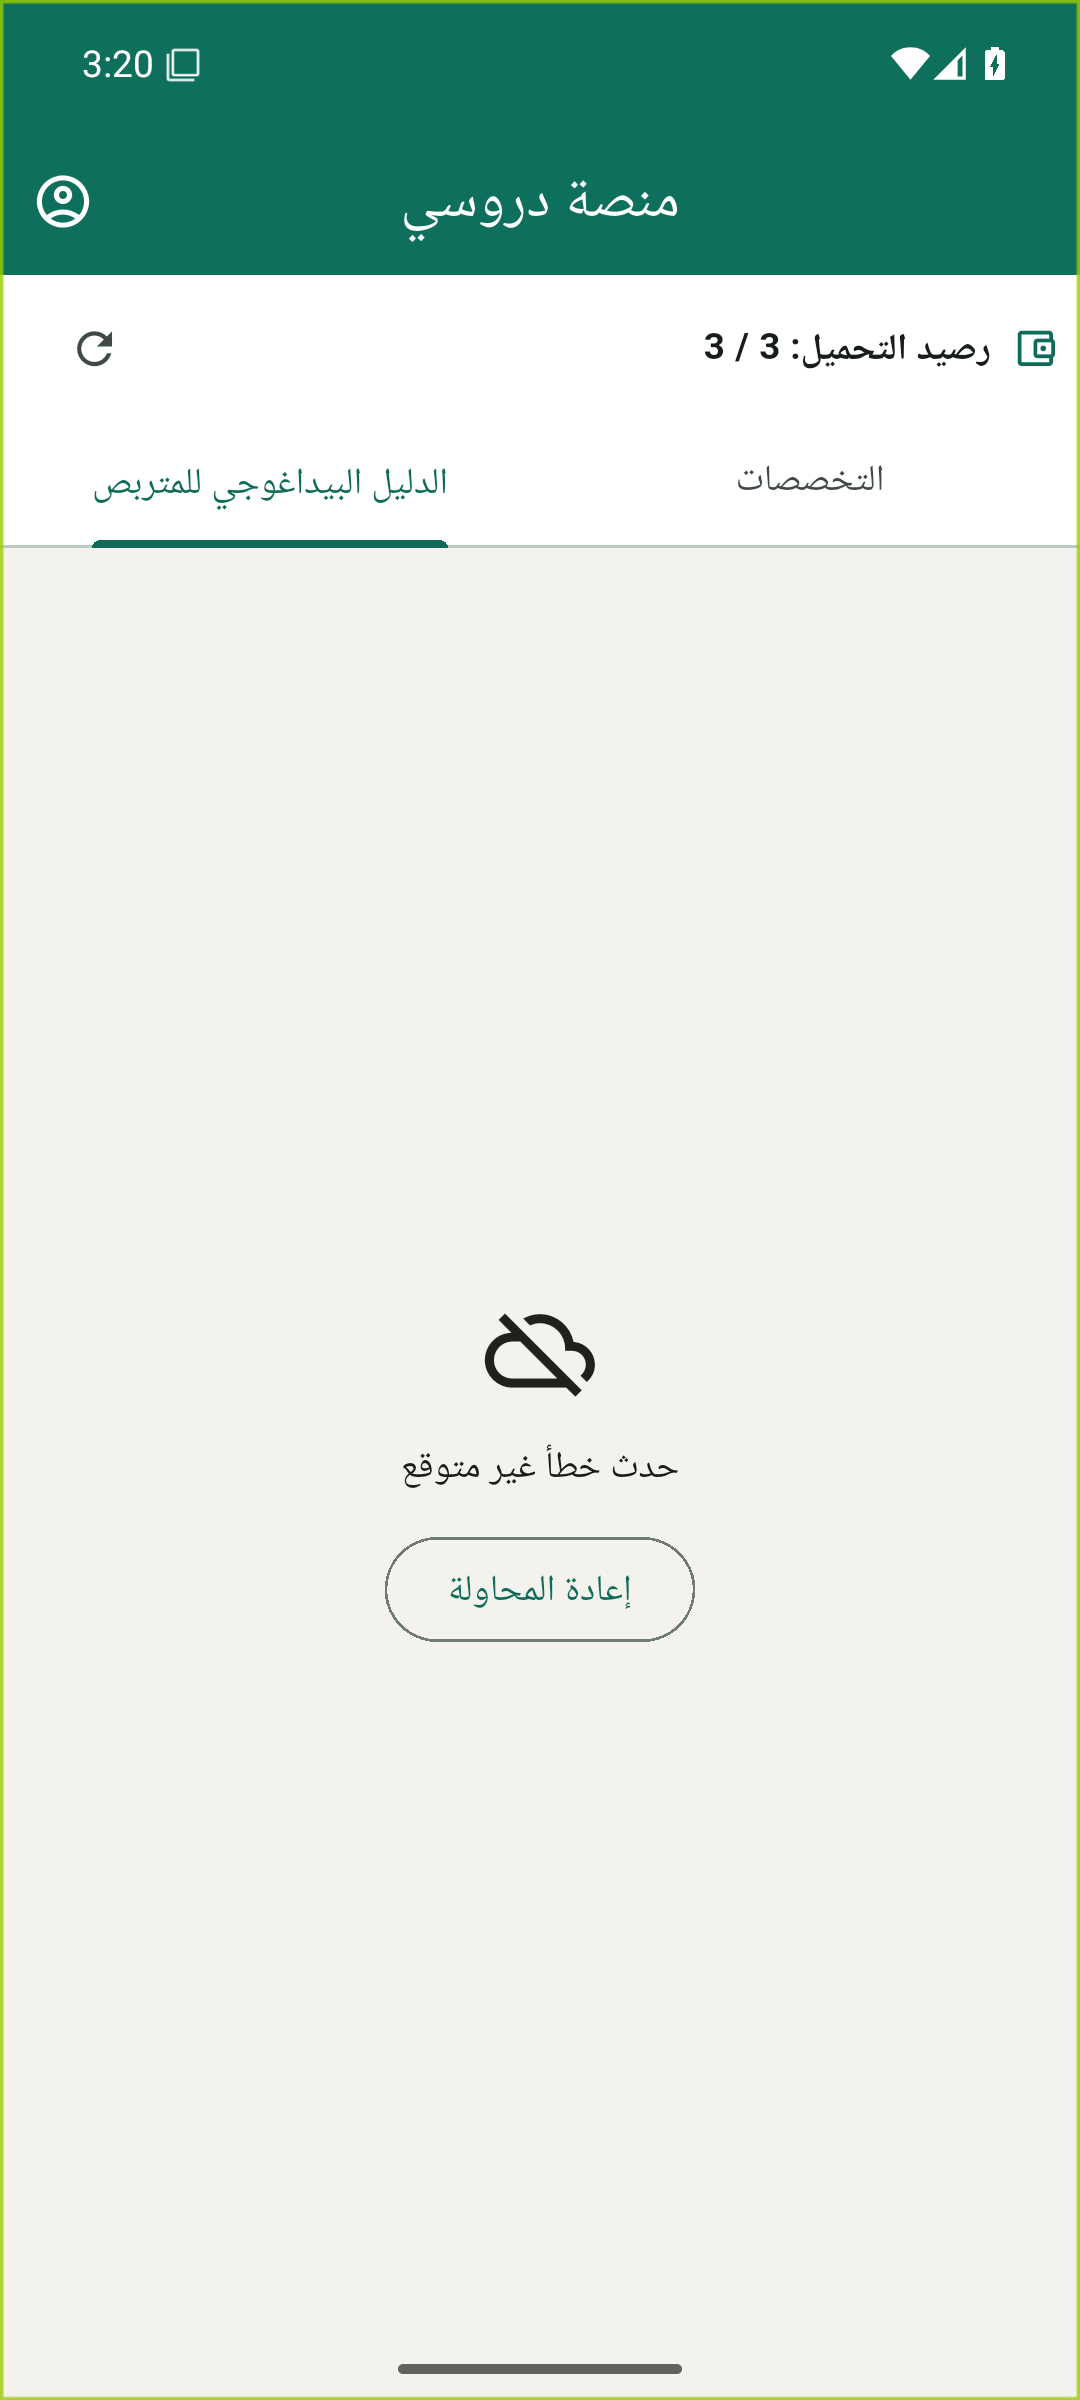 3:20
منصة دروسي
رصيد التحميل: 3 / 3
التخصصات
الدليل البيداغوجي للمتربص
حدث خطأ غير متوقع
إعادة المحاولة